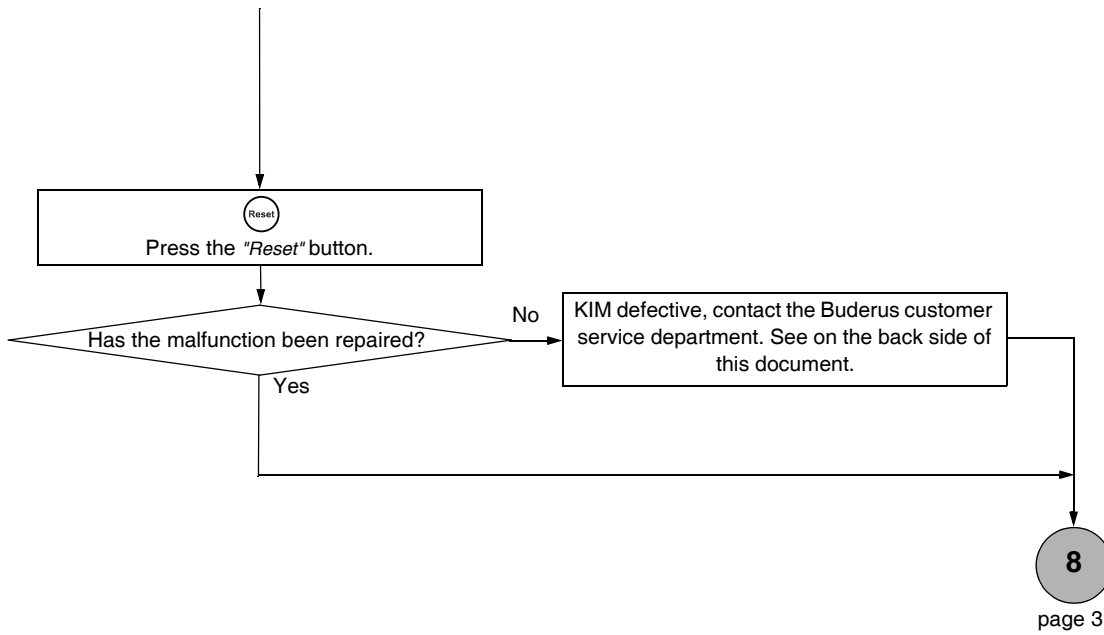 Reset
Press the "Reset" button.
Has the malfunction been repaired?
No
KIM defective, contact the Buderus customer
service department. See on the back side of
this document.
Yes
8
page 3